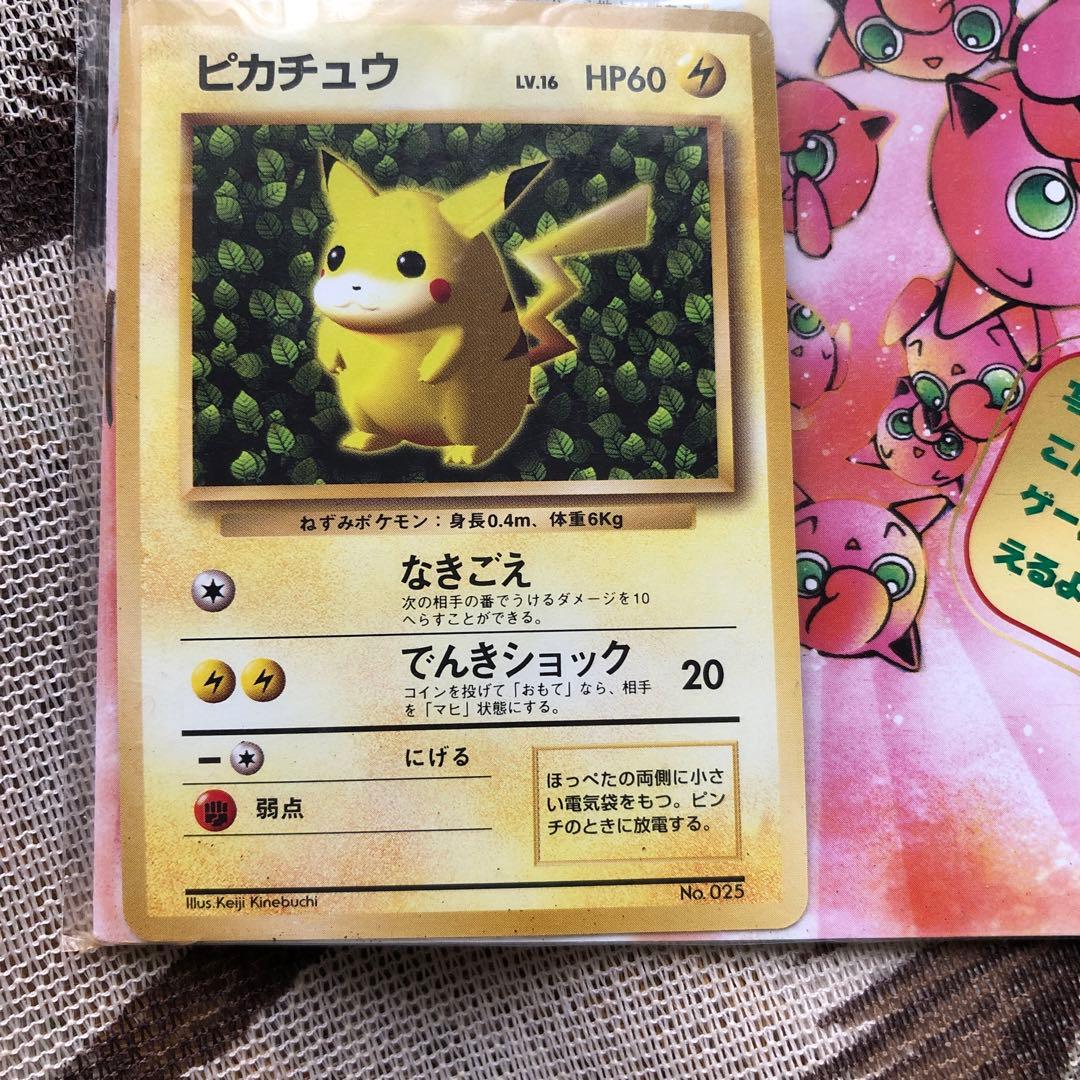 ピカチュウ LV.16 HP60
ねずみポケモン：身長0.4m、体重6Kg
なきごえ
次の相手の番でうけるダメージを10
へらすことができる。
でんきショック 20
コインを投げて「おもて」なら、相手
を「マヒ」状態にする。
にげる
弱点
ほっぺたの両側に小さ
い電気袋をもつ。ピン
チのときに放電する。
Illus.Keiji Kinebuchi
No. 025
ゲー
えるよ